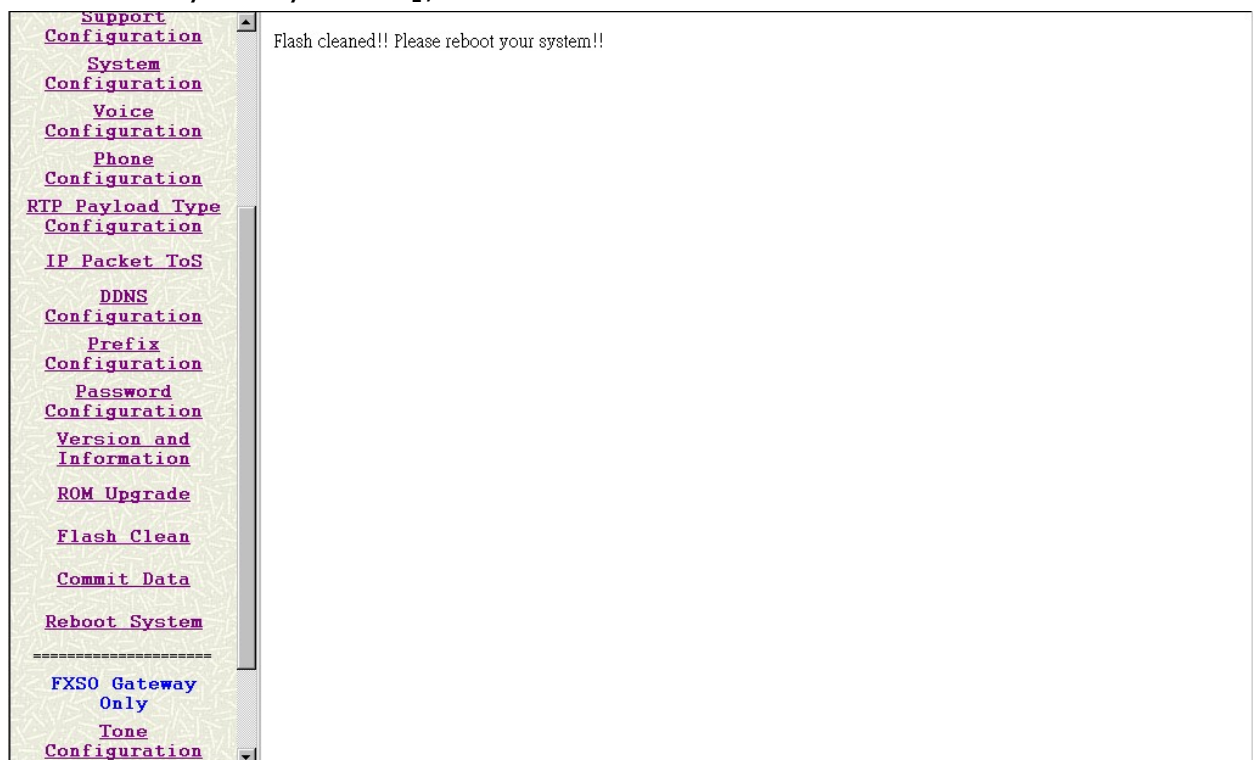 Support
Configuration
System
Configuration
Voice
Configuration
Phone
Configuration
RTP Payload Type
Configuration
IP Packet ToS
DDNS
Configuration
Prefix
Configuration
Password
Configuration
Version and
Information
ROM Upgrade
Flash Clean
Commit Data
Reboot System
=====================
FXSO Gateway
Only
Tone
Configuration
Flash cleaned!! Please reboot your system!!